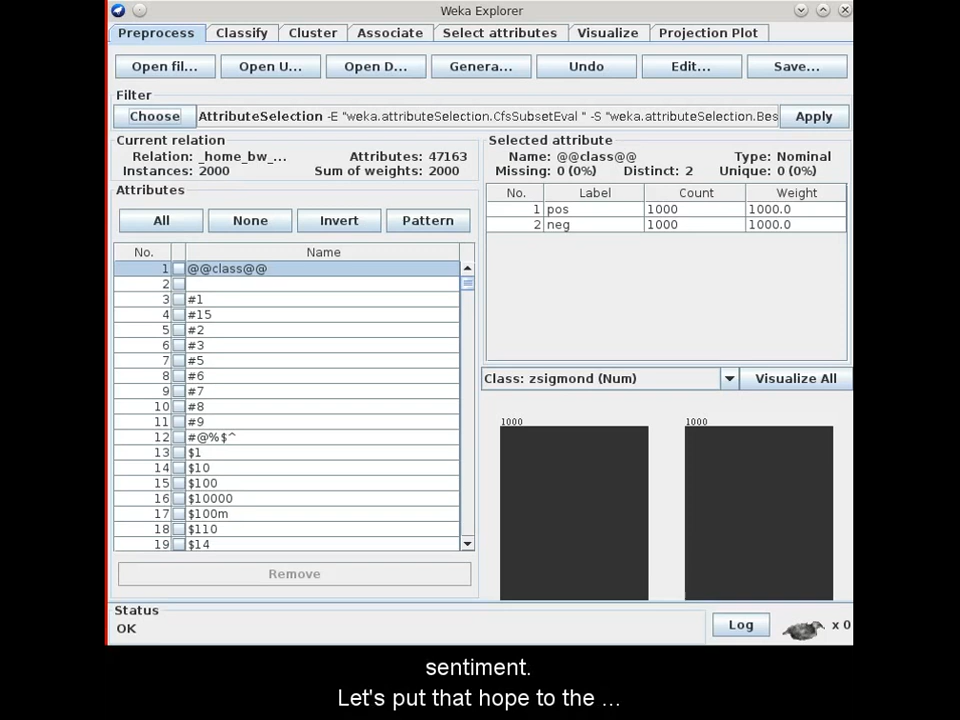 Weka Explorer
Preprocess Classify Cluster Associate Select attributes Visualize Projection Plot
Open fil... Open U... Open D... Genera... Undo Edit... Save...
Filter
Choose AttributeSelection -E "weka.attributeSelection.CfsSubsetEval " -S "weka.attributeSelection.Bes Apply
Current relation
Relation: _home_bw_... Attributes: 47163
Instances: 2000 Sum of weights: 2000
Attributes
All None Invert Pattern
No. Name
1 @@class@@
2
3 #1
4 #15
5 #2
6 #3
7 #5
8 #6
9 #7
10 #8
11 #9
12 #@%$^
13 $1
14 $10
15 $100
16 $10000
17 $100m
18 $110
19 $14
Remove
Selected attribute
Name: @@class@@ Type: Nominal
Missing: 0 (0%) Distinct: 2 Unique: 0 (0%)
No. Label Count Weight
1 pos 1000 1000.0
2 neg 1000 1000.0
Class: zsigmond (Num) Visualize All
1000 1000
Status
OK
Log x 0
sentiment.
Let's put that hope to the ...